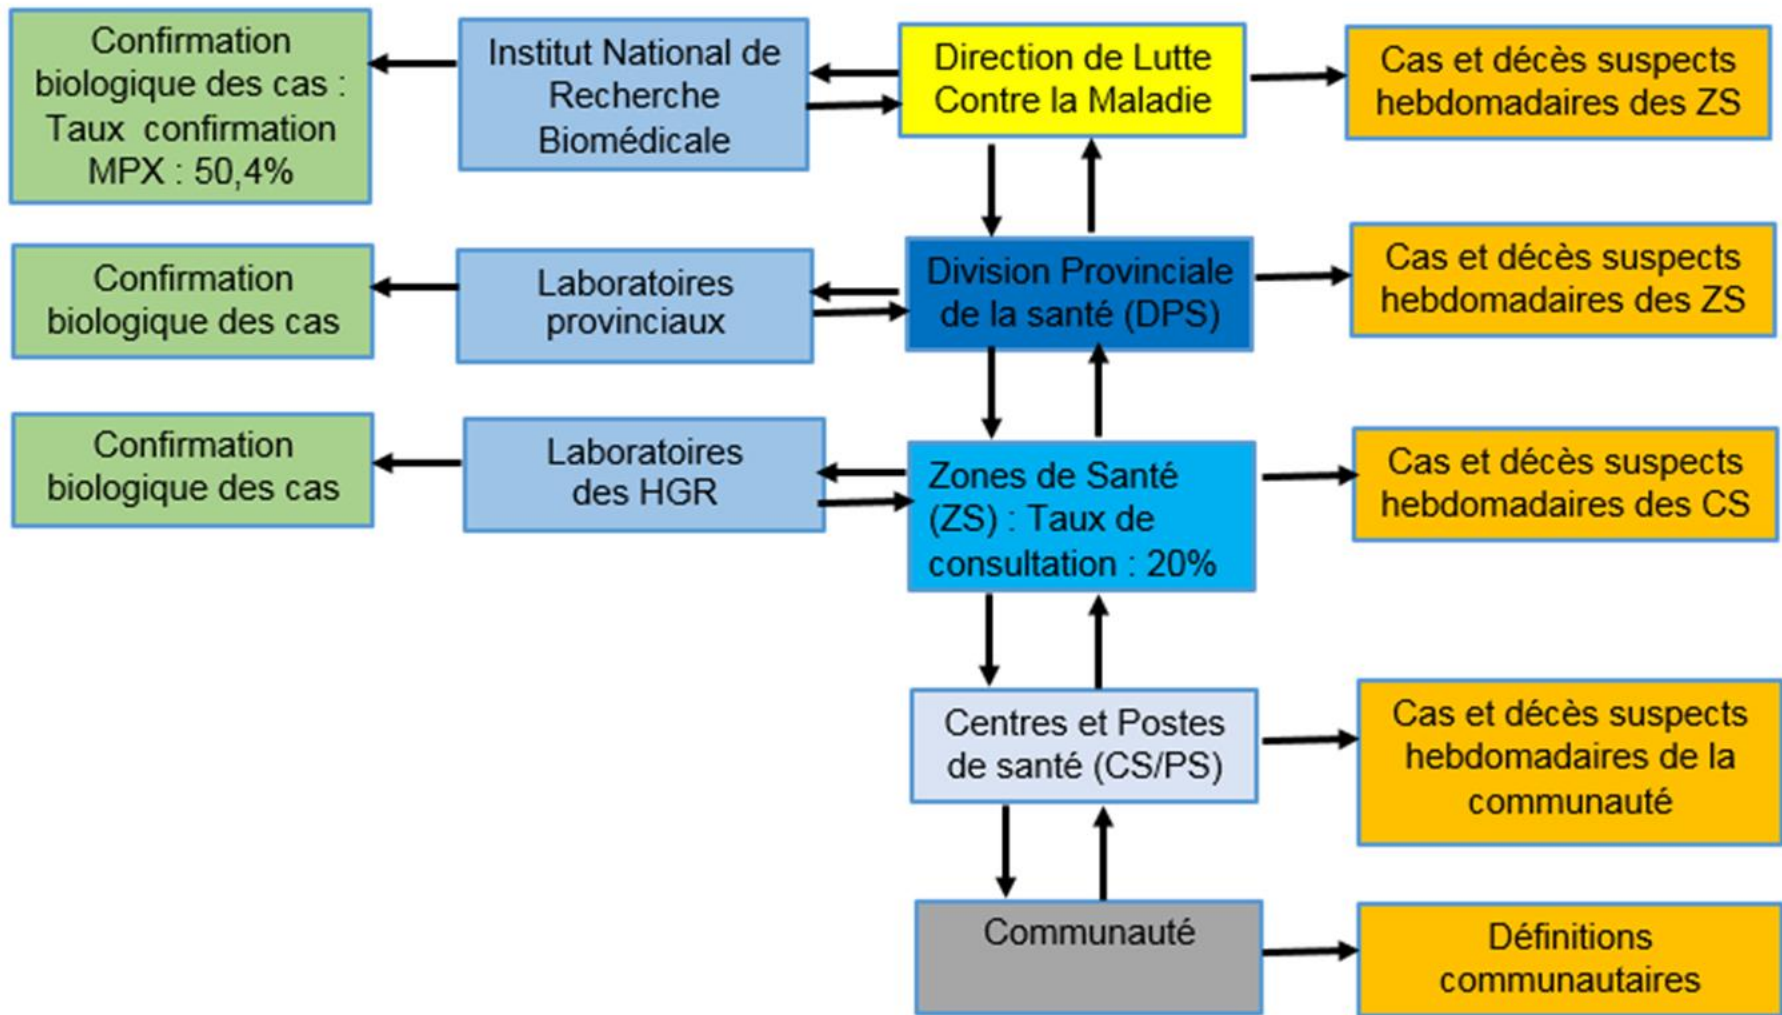 Confirmation
biologique des cas :
Taux confirmation
MPX : 50,4%
Institut National de
Recherche
Biomédicale
Direction de Lutte
Contre la Maladie
Cas et décès suspects
hebdomadaires des ZS
Confirmation
biologique des cas
Laboratoires
provinciaux
Division Provinciale
de la santé (DPS)
Cas et décès suspects
hebdomadaires des ZS
Confirmation
biologique des cas
Laboratoires
des HGR
Zones de Santé
(ZS) : Taux de
consultation : 20%
Cas et décès suspects
hebdomadaires des CS
Centres et Postes
de santé (CS/PS)
Cas et décès suspects
hebdomadaires de la
communauté
Communauté
Définitions
communautaires